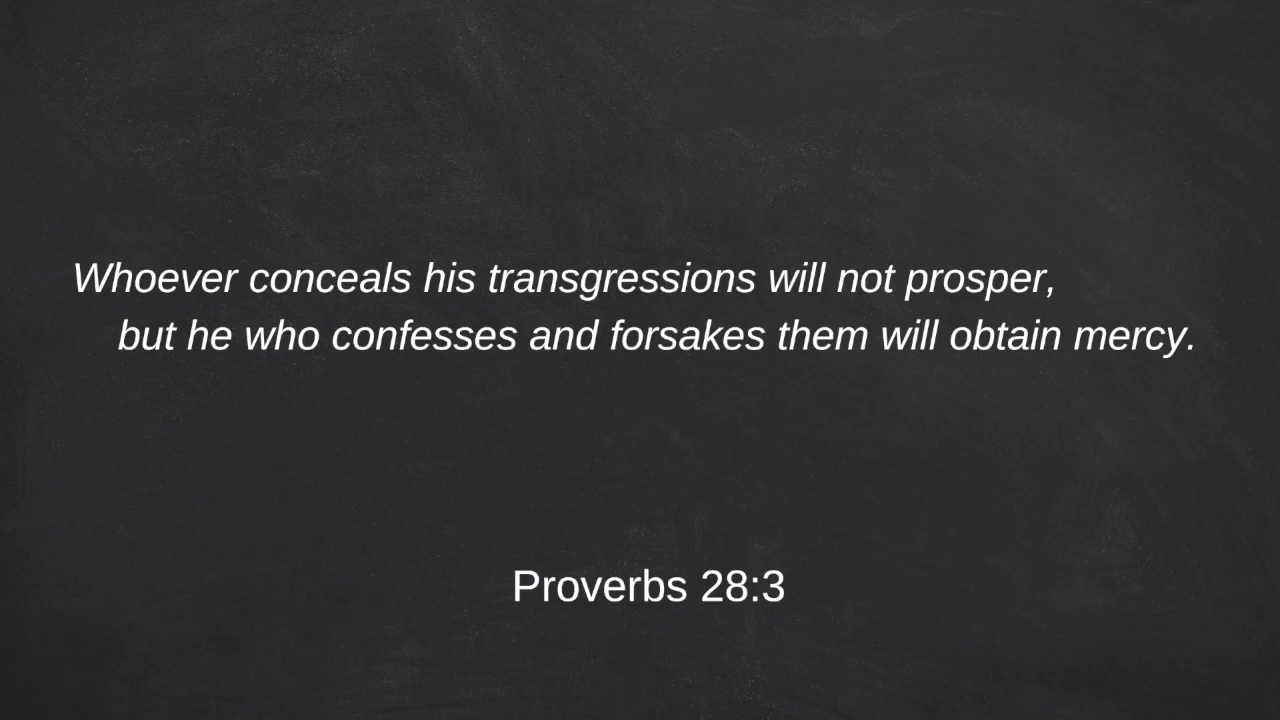 Whoever conceals his transgressions will not prosper,
but he who confesses and forsakes them will obtain mercy.
Proverbs 28:3